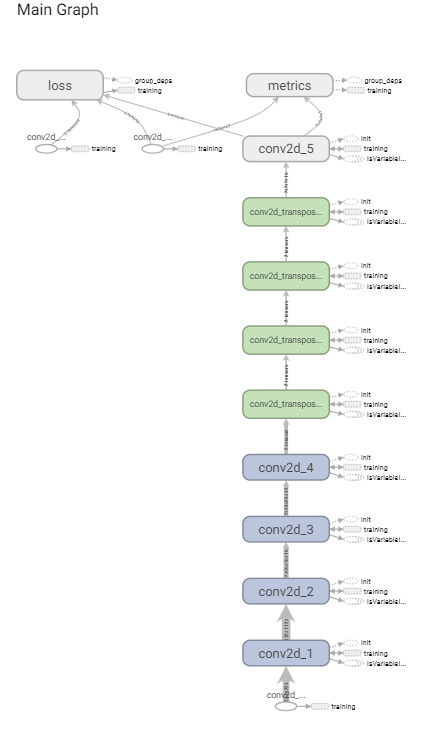 Main Graph
loss
group_deps
training
metrics
group_deps
training
conv2d_...
training
conv2d_...
training
conv2d_5
init
training
IsVariableI...
conv2d_transpos...
init
training
IsVariableI...
conv2d_transpos...
init
training
IsVariableI...
conv2d_transpos...
init
training
IsVariableI...
conv2d_transpos...
init
training
IsVariableI...
conv2d_4
init
training
IsVariableI...
conv2d_3
init
training
IsVariableI...
conv2d_2
init
training
IsVariableI...
conv2d_1
init
training
IsVariableI...
conv2d_...
training